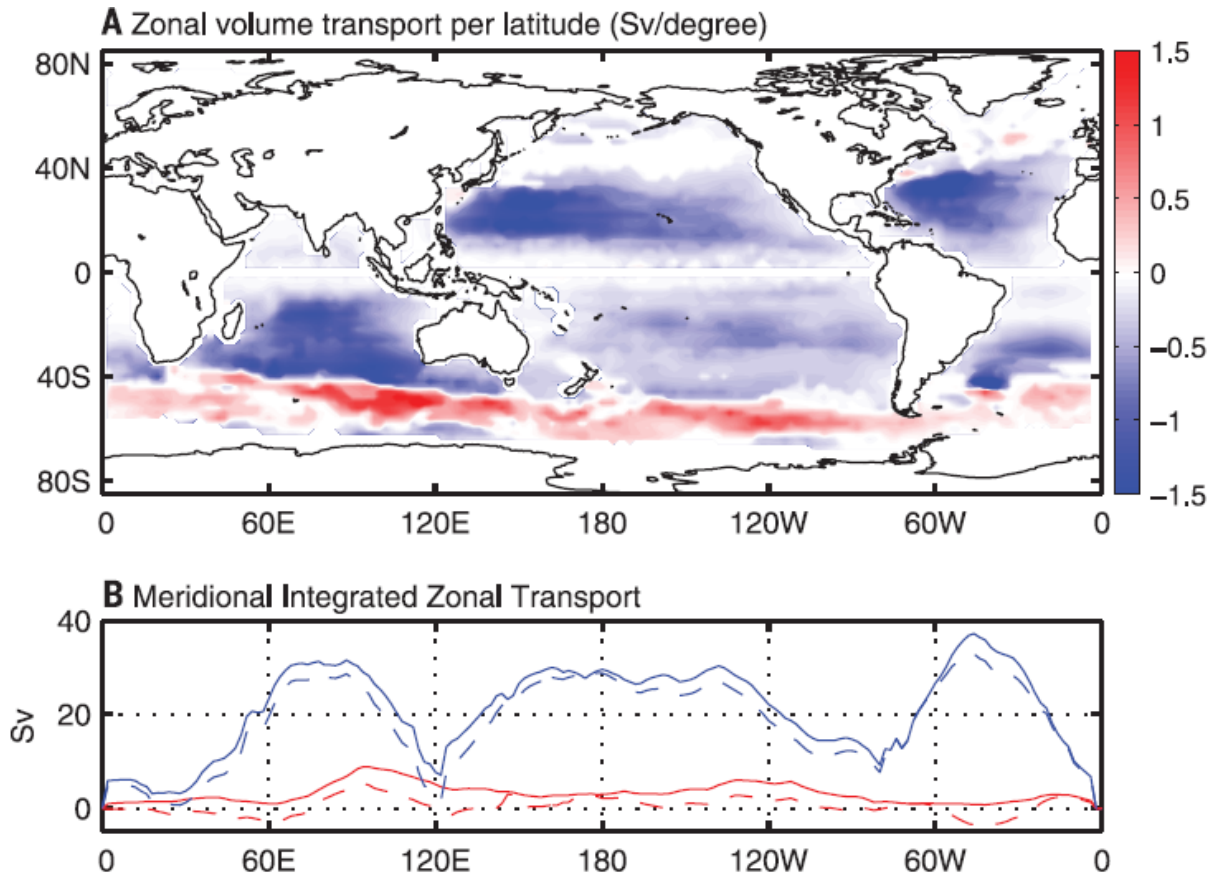 A Zonal volume transport per latitude (Sv/degree)
80N
40N
0
40S
80S
0 60E 120E 180 120W 60W 0
1.5
1
0.5
0
−0.5
−1
−1.5
B Meridional Integrated Zonal Transport
40
20
0
Sv
0 60E 120E 180 120W 60W 0